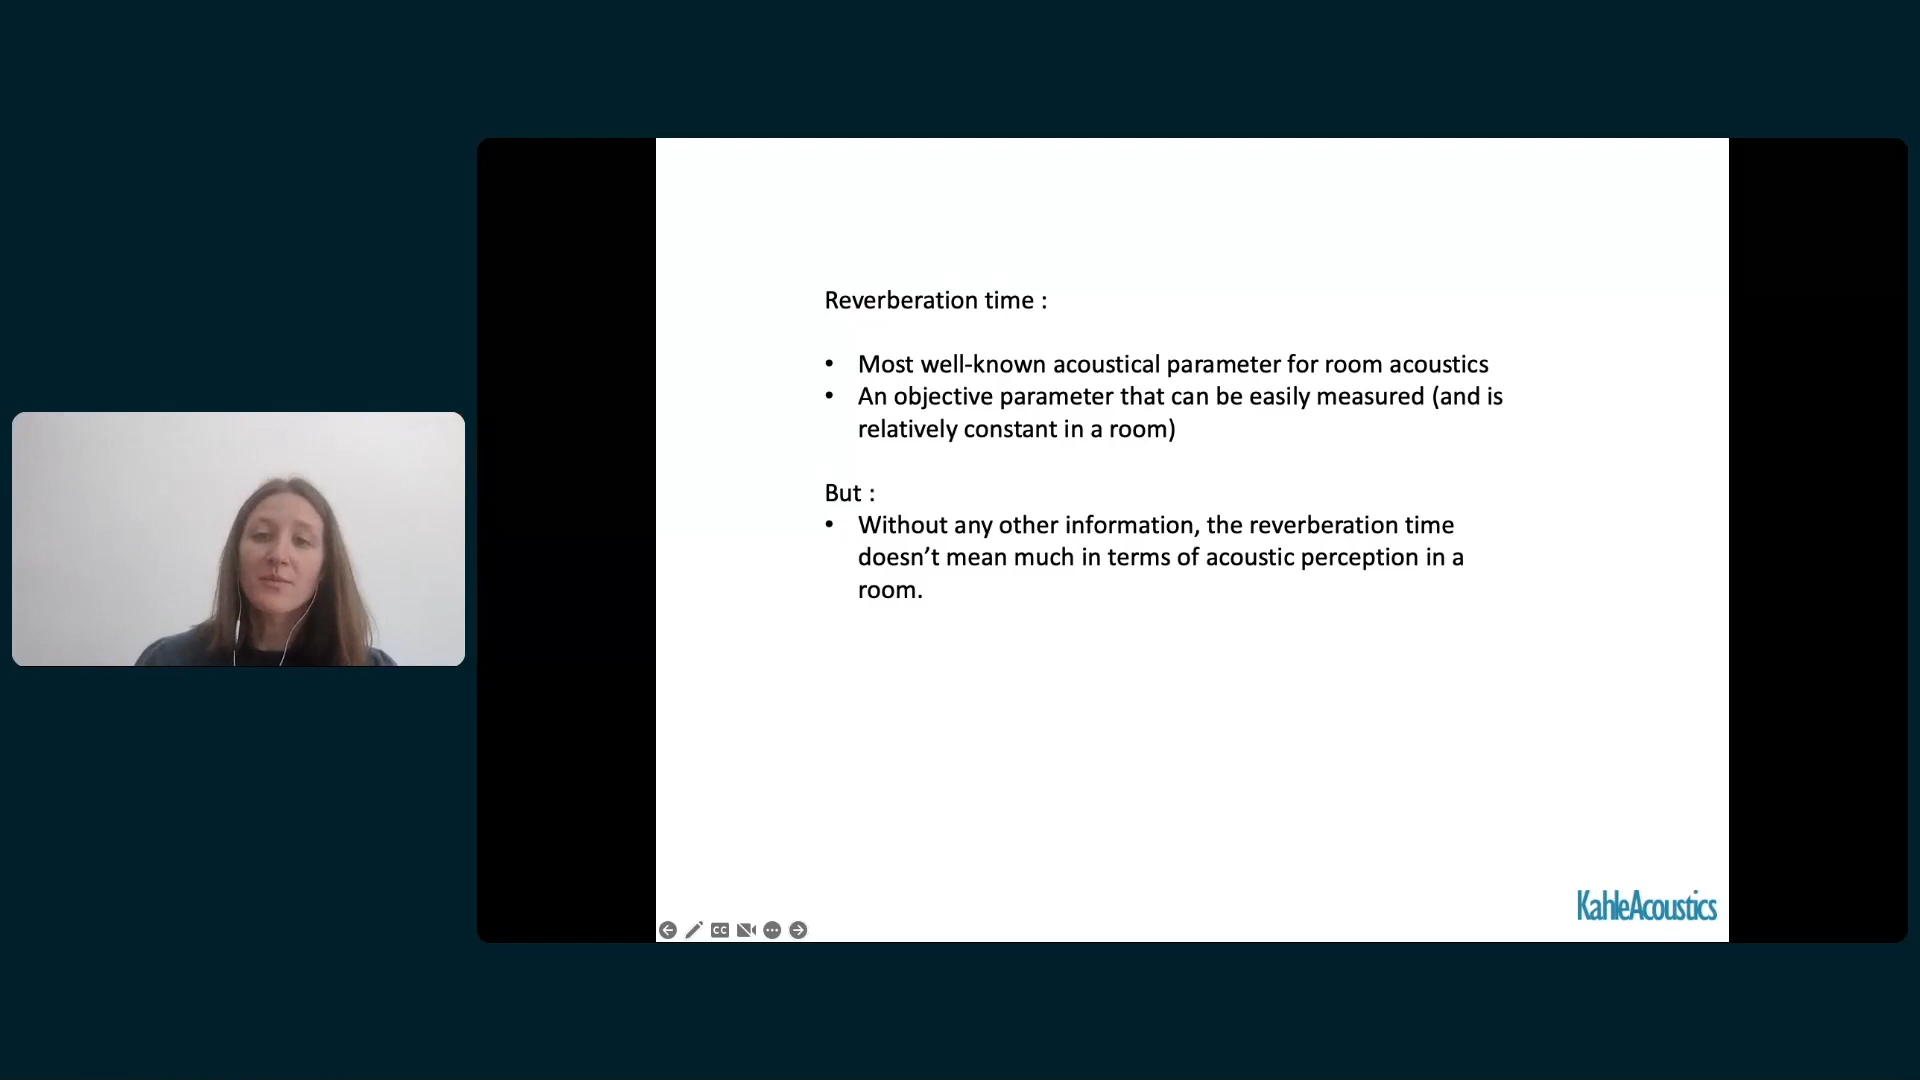 Reverberation time :
• Most well-known acoustical parameter for room acoustics
• An objective parameter that can be easily measured (and is
relatively constant in a room)
But :
• Without any other information, the reverberation time
doesn’t mean much in terms of acoustic perception in a
room.
KahleAcoustics
CC